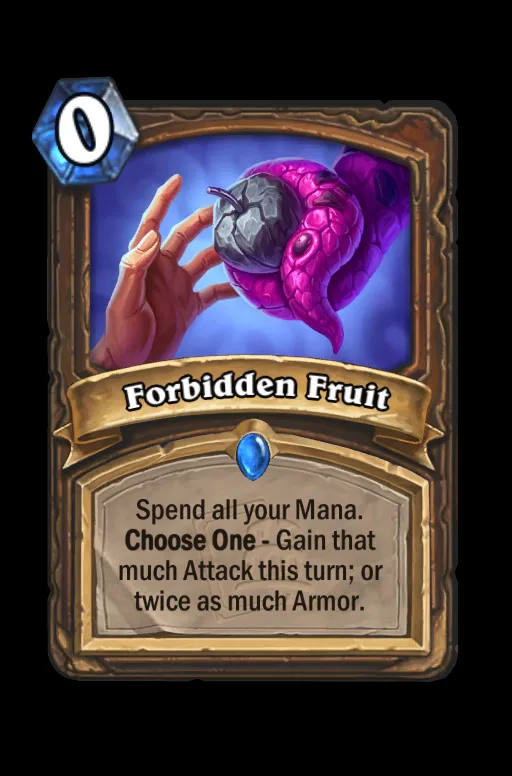 0
Forbidden Fruit
Spend all your Mana.
Choose One - Gain that
much Attack this turn; or
twice as much Armor.